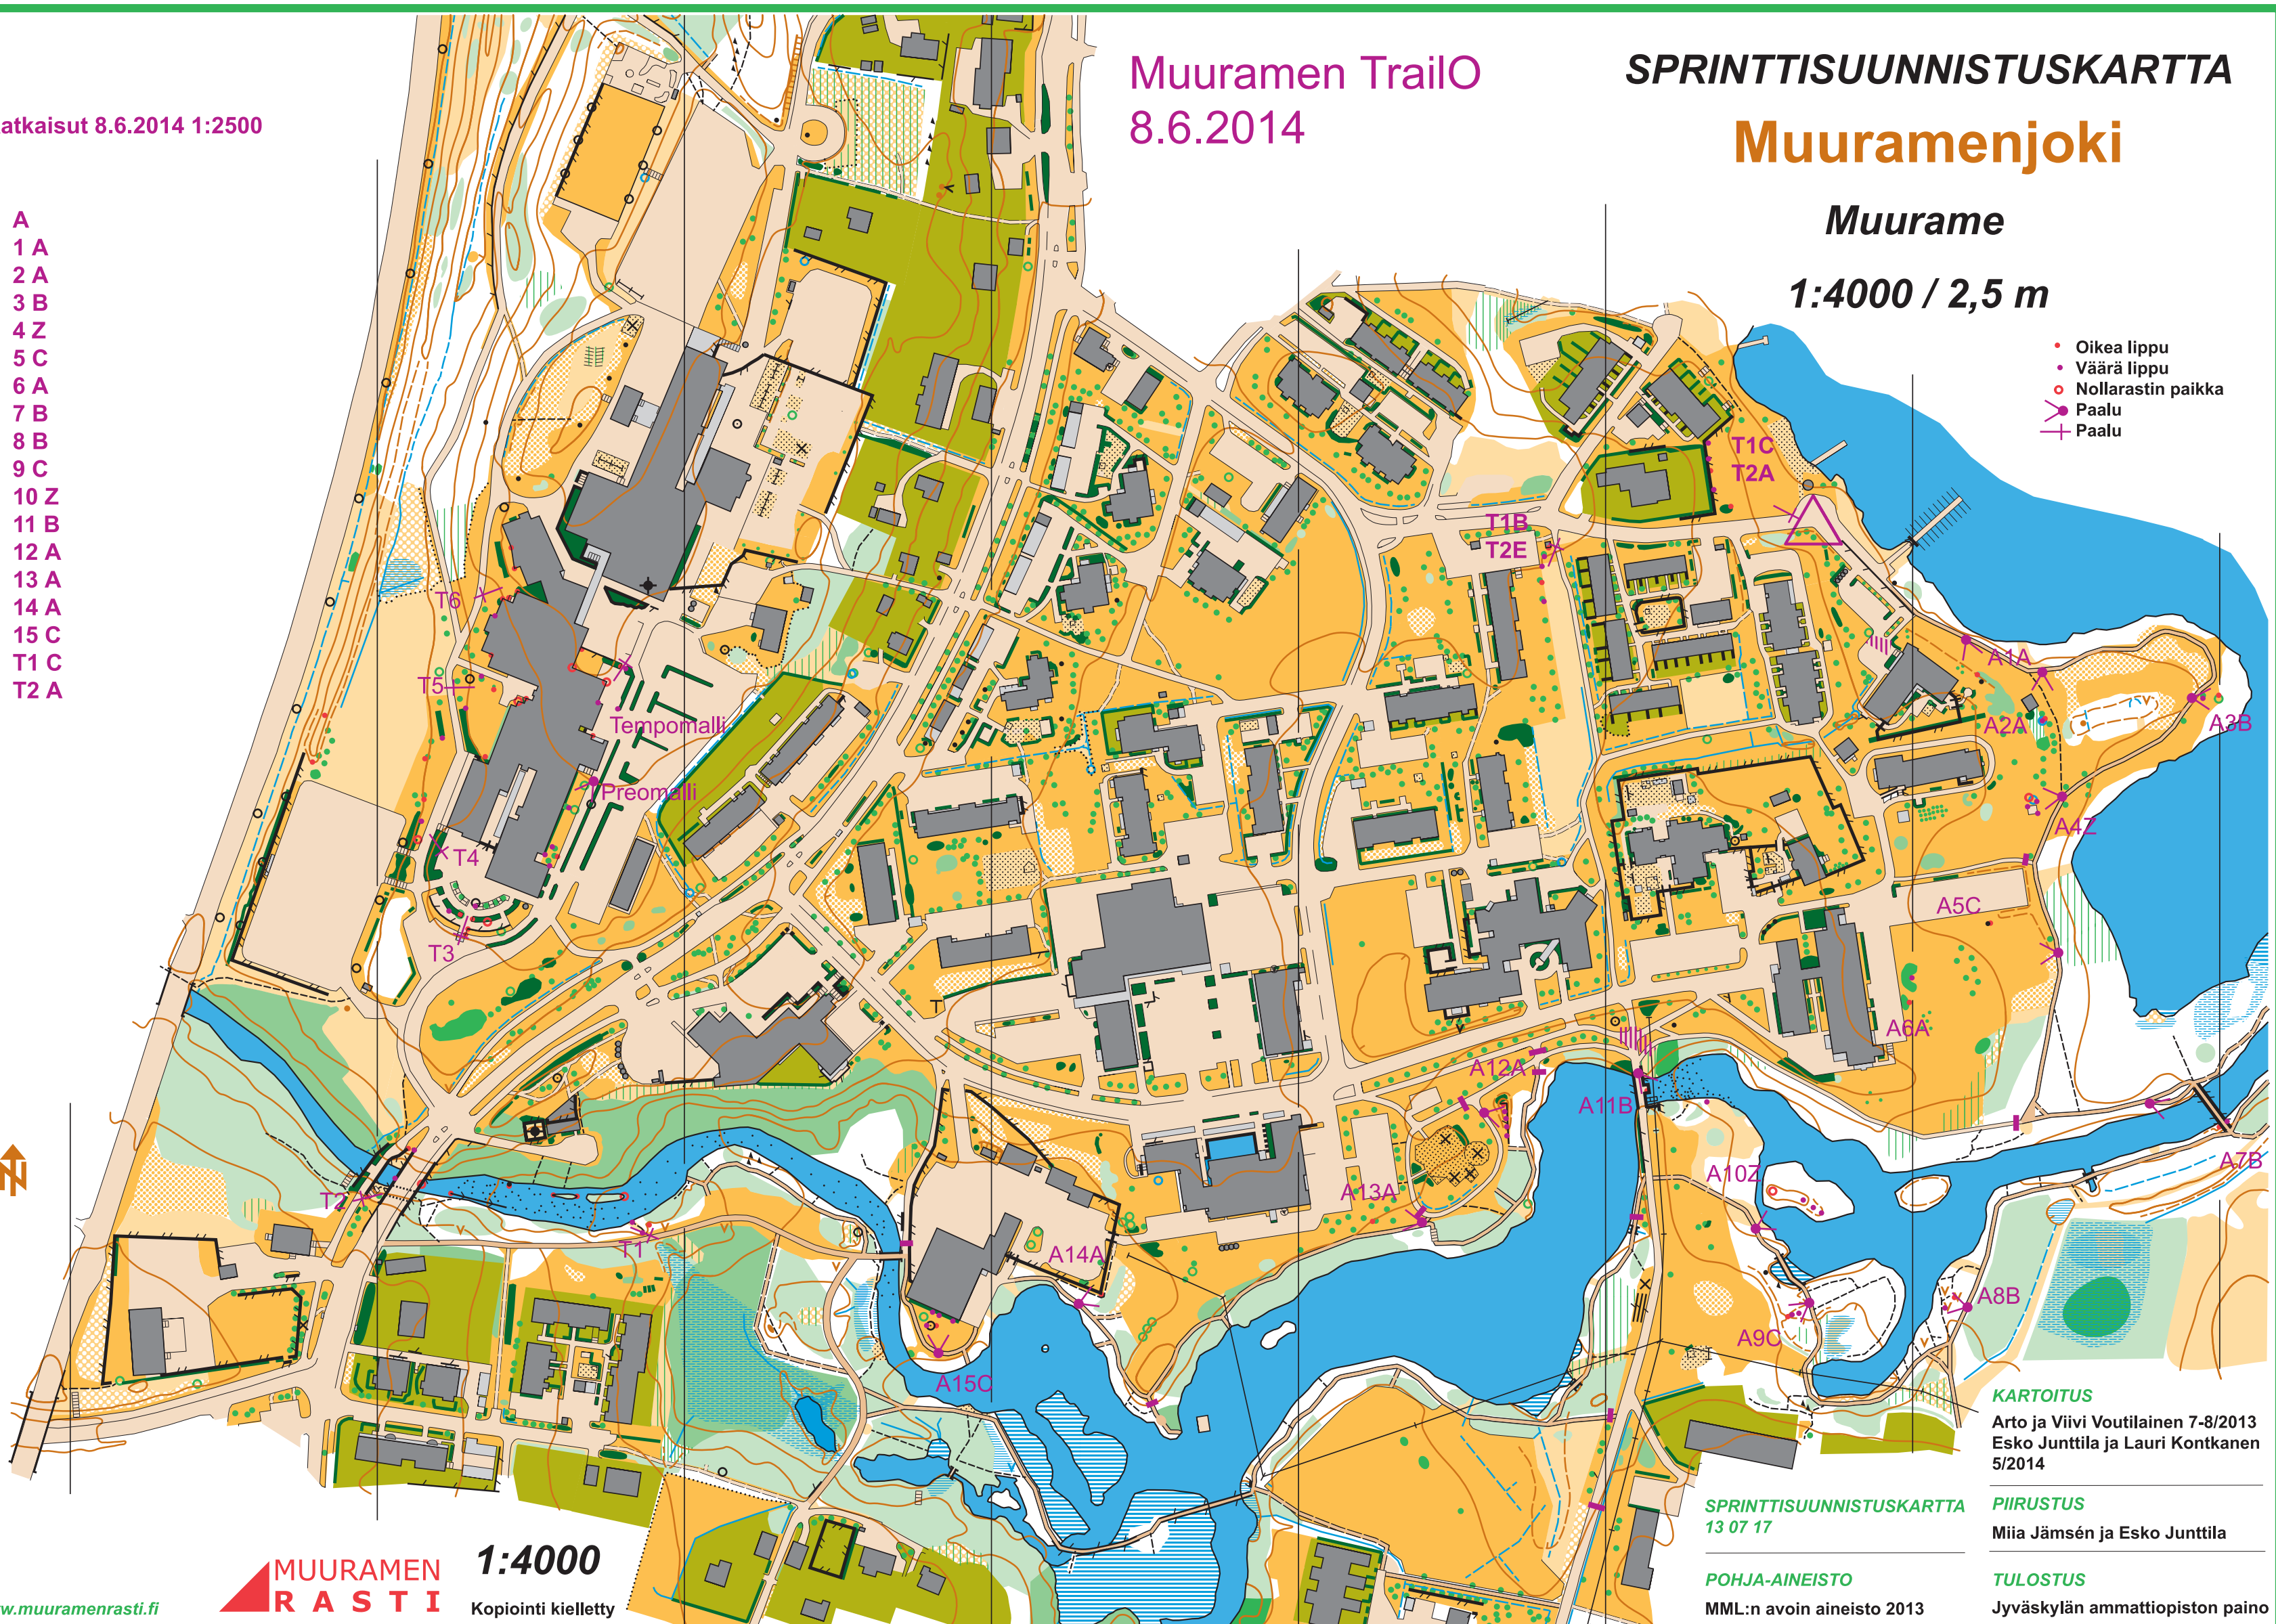 Muuramen TrailO
8.6.2014
SPRINTTISUUNNISTUSKARTTA
Muuramenjoki
Muurame
1:4000 / 2,5 m
Oikea lippu
Väärä lippu
Nollarastin paikka
Paalu
Paalu
atkaisut 8.6.2014 1:2500
A
1 A
2 A
3 B
4 Z
5 C
6 A
7 B
8 B
9 C
10 Z
11 B
12 A
13 A
14 A
15 C
T1 C
T2 A
T1C
T2A
T1B
T2E
T6
T5
Tempomalli
Preomalli
T4
T3
T2
T1
A1A
A2A
A3B
A4Z
A5C
A6A
A7B
A8B
A9C
A10Z
A11B
A12A
A13A
A14A
A15C
N
KARTOITUS
Arto ja Viivi Voutilainen 7-8/2013
Esko Junttila ja Lauri Kontkanen
5/2014
SPRINTTISUUNNISTUSKARTTA
13 07 17
PIIRUSTUS
Miia Jämsén ja Esko Junttila
POHJA-AINEISTO
MML:n avoin aineisto 2013
TULOSTUS
Jyväskylän ammattiopiston paino
w.muuramenrasti.fi
MUURAMEN
RASTI
1:4000
Kopiointi kielletty